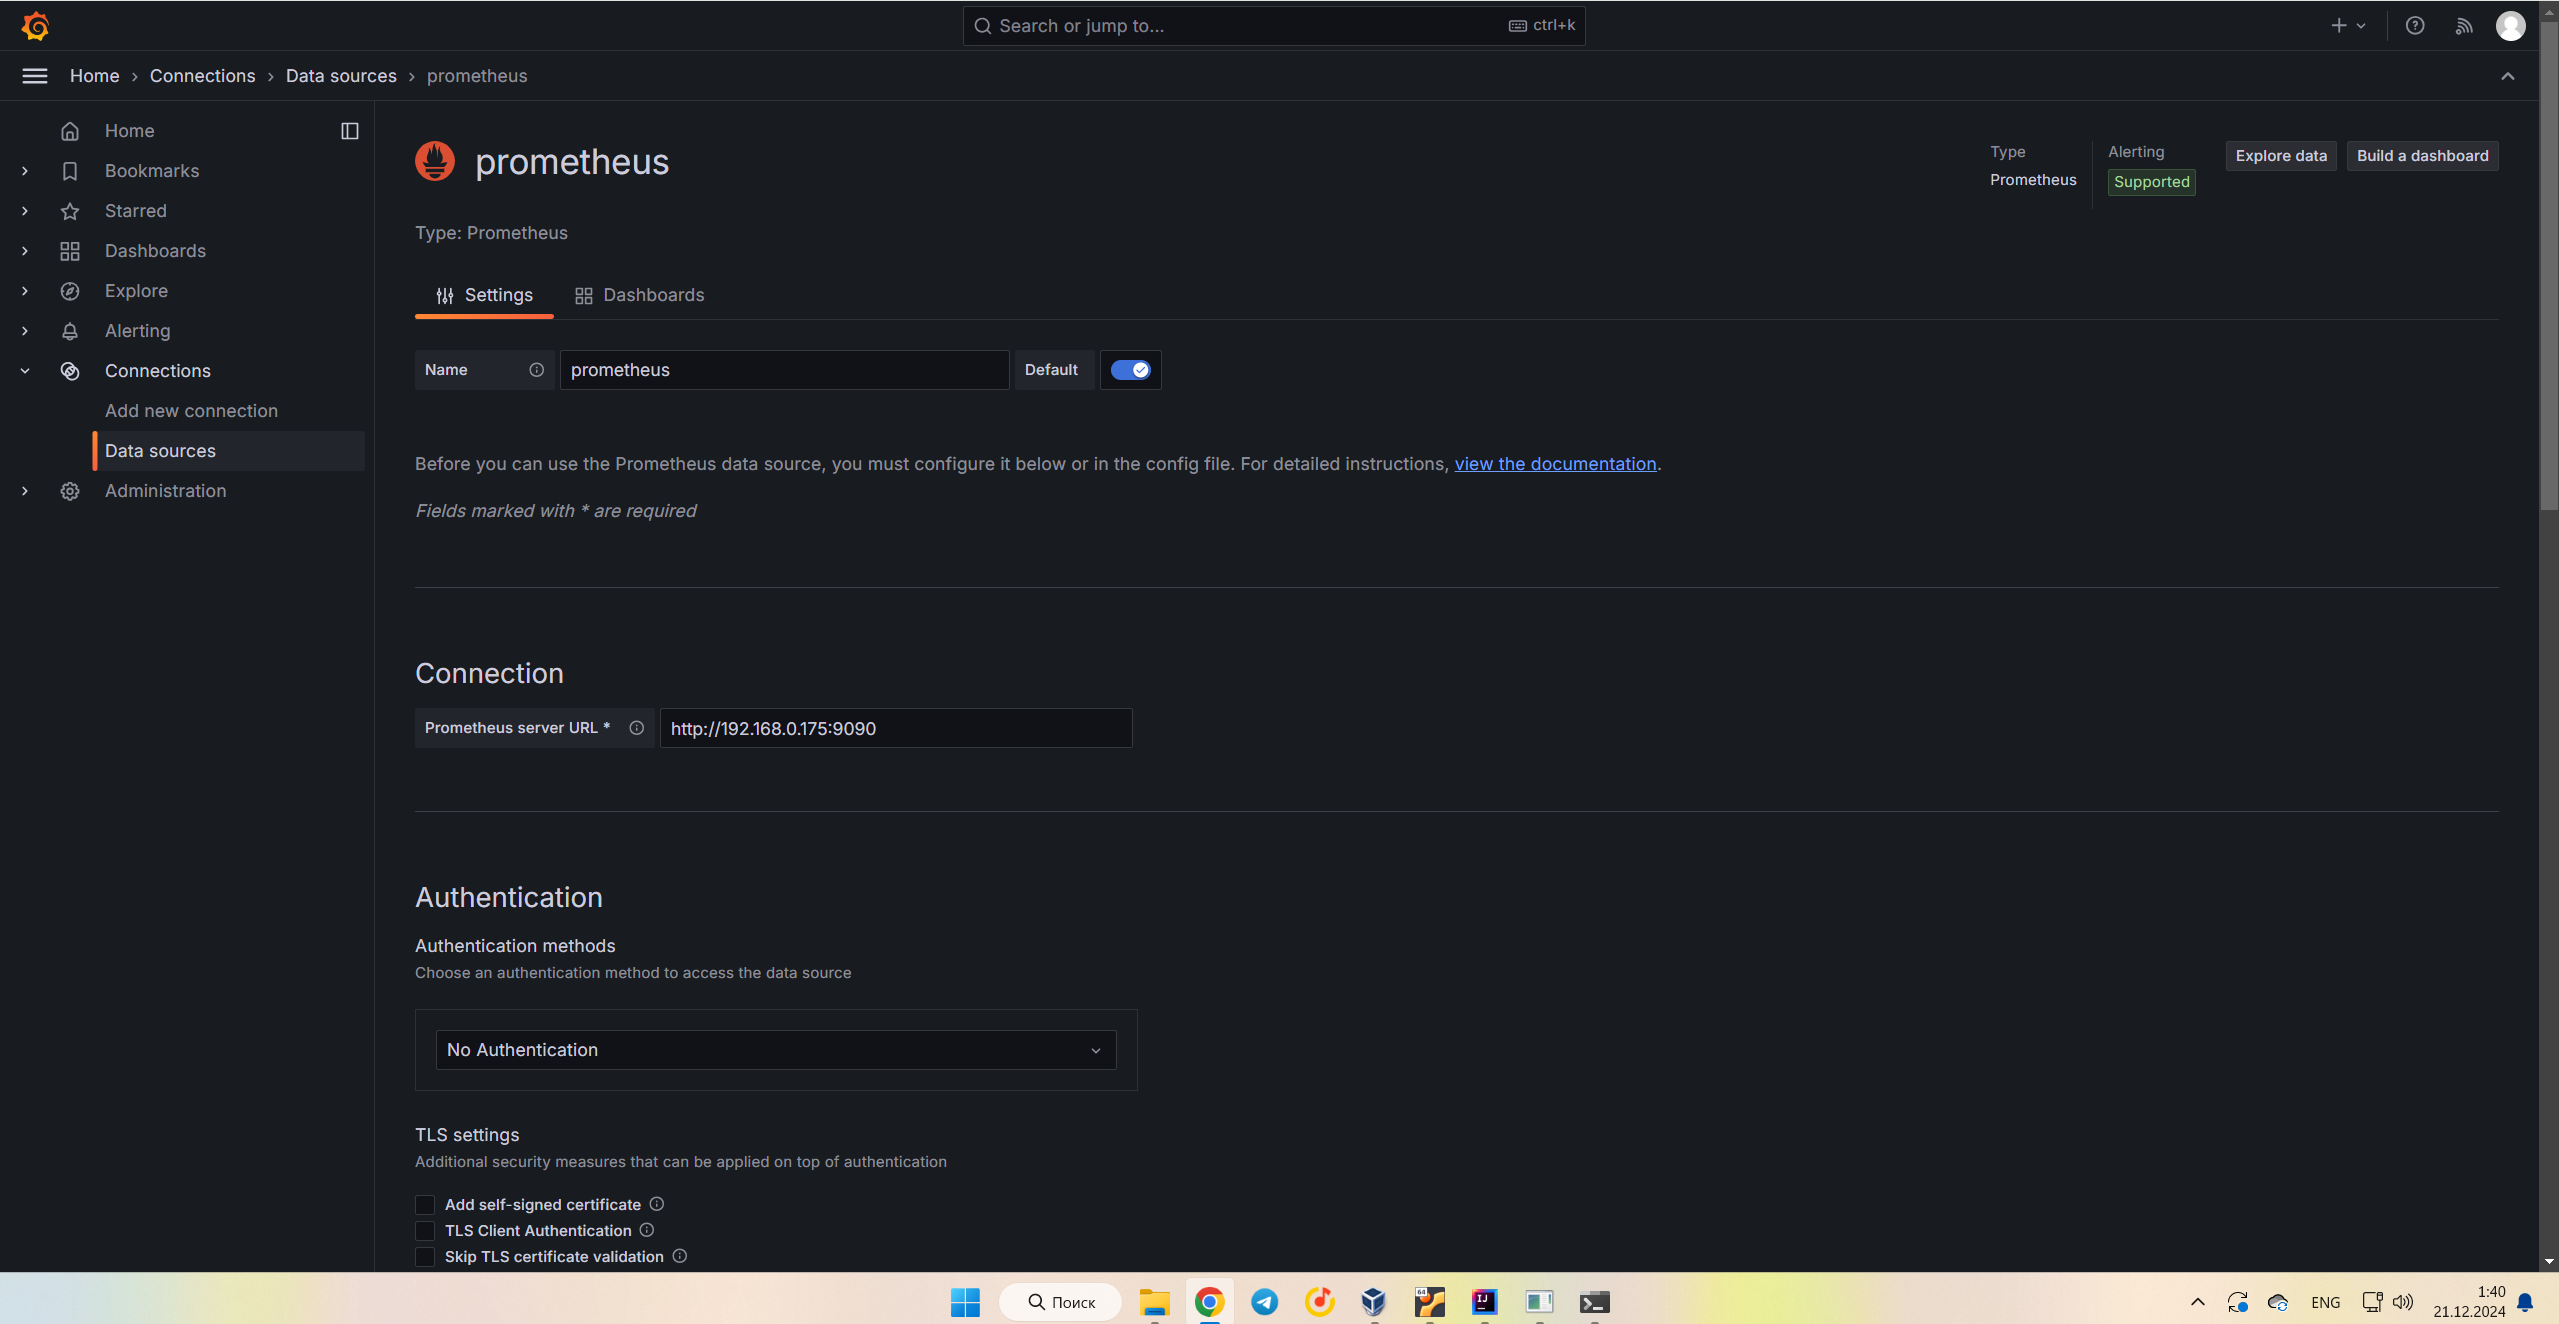 Search or jump to...
ctrl+k
Home › Connections › Data sources › prometheus
Home
Bookmarks
Starred
Dashboards
Explore
Alerting
Connections
Add new connection
Data sources
Administration
prometheus
Type
Prometheus
Alerting
Supported
Explore data
Build a dashboard
Type: Prometheus
Settings
Dashboards
Name
prometheus
Default
Before you can use the Prometheus data source, you must configure it below or in the config file. For detailed instructions, view the documentation.
Fields marked with * are required
Connection
Prometheus server URL *
http://192.168.0.175:9090
Authentication
Authentication methods
Choose an authentication method to access the data source
No Authentication
TLS settings
Additional security measures that can be applied on top of authentication
Add self-signed certificate
TLS Client Authentication
Skip TLS certificate validation
Поиск
64
IJ
ENG
1:40
21.12.2024